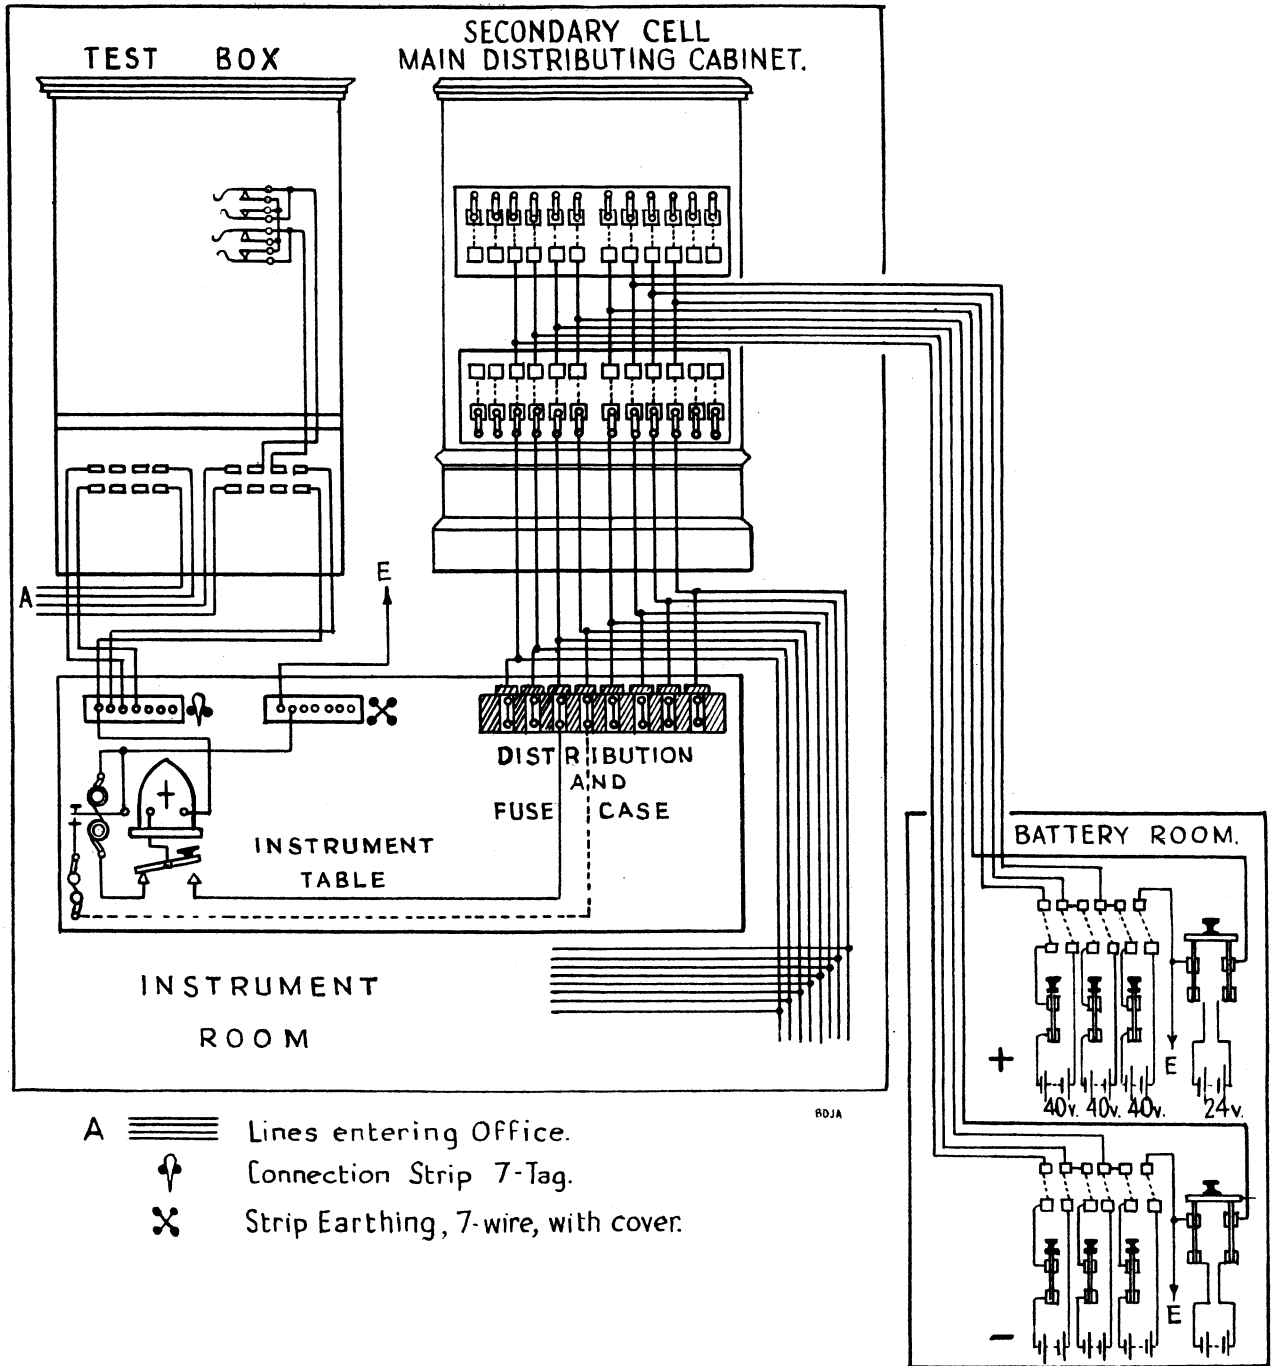 TEST BOX
SECONDARY CELL
MAIN DISTRIBUTING CABINET.
A
E
DISTRIBUTION
AND
FUSE CASE
INSTRUMENT
TABLE
INSTRUMENT
ROOM
BATTERY ROOM.
+
E
40v. 40v. 40v. 24v.
E
−
BDJA
A Lines entering Office.
Connection Strip 7-Tag.
Strip Earthing, 7-wire, with cover.